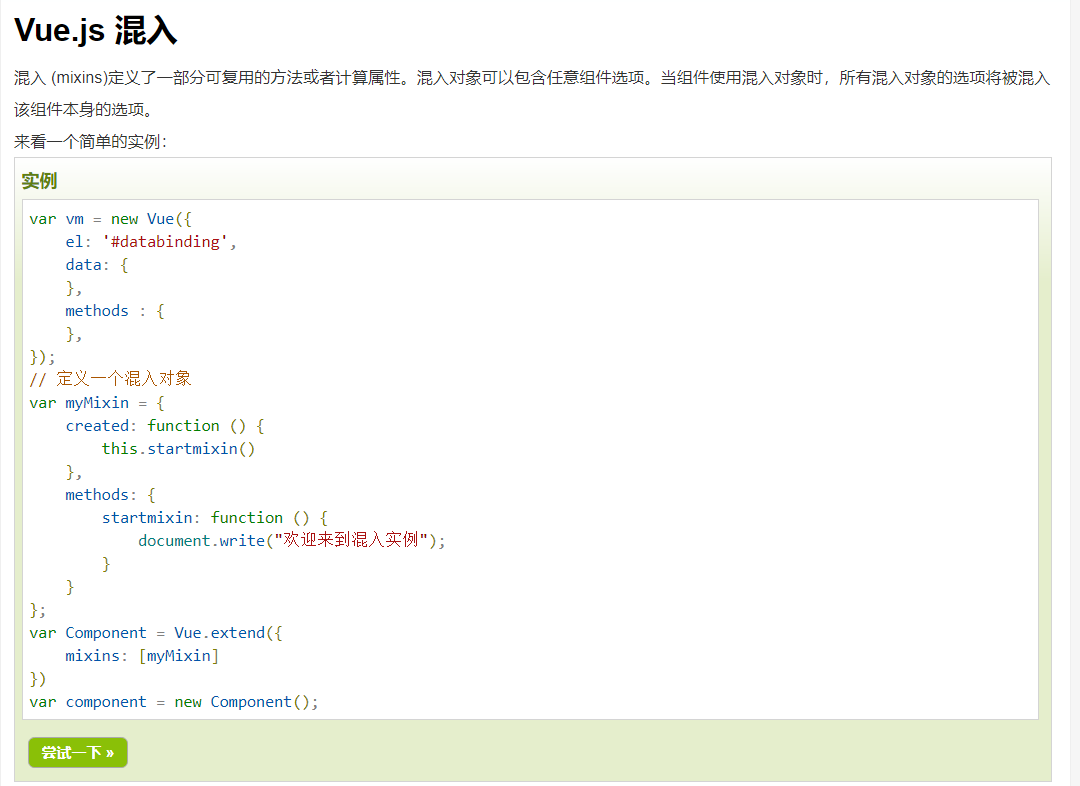 Vue.js 混入
混入 (mixins)定义了一部分可复用的方法或者计算属性。混入对象可以包含任意组件选项。当组件使用混入对象时，所有混入对象的选项将被混入
该组件本身的选项。
来看一个简单的实例：
实例
var vm = new Vue({
    el: '#databinding',
    data: {
    },
    methods : {
    },
});
// 定义一个混入对象
var myMixin = {
    created: function () {
        this.startmixin()
    },
    methods: {
        startmixin: function () {
            document.write("欢迎来到混入实例");
        }
    }
};
var Component = Vue.extend({
    mixins: [myMixin]
})
var component = new Component();
尝试一下 »